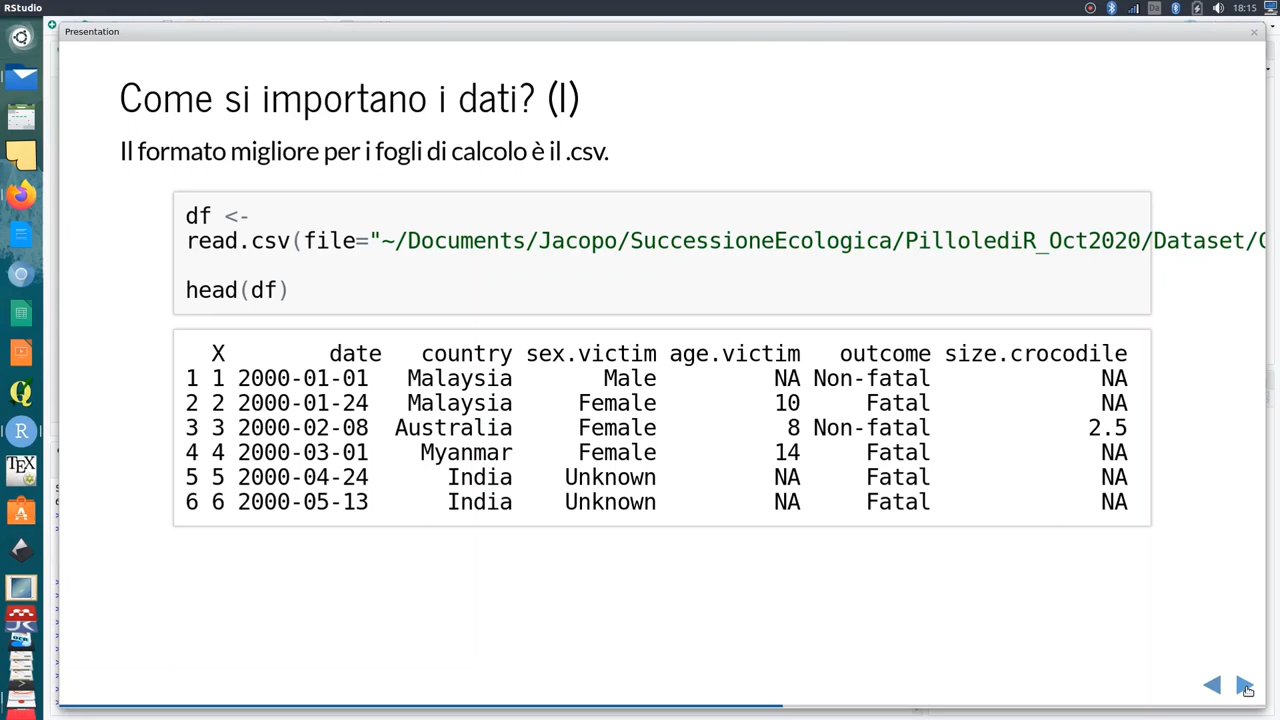 RStudio
Da
18:15
Presentation
Come si importano i dati? (I)
Il formato migliore per i fogli di calcolo è il .csv.
df <-
read.csv(file="~/Documents/Jacopo/SuccessioneEcologica/PillolediR_Oct2020/Dataset/
head(df)
X date country sex.victim age.victim outcome size.crocodile
1 1 2000-01-01 Malaysia Male NA Non-fatal NA
2 2 2000-01-24 Malaysia Female 10 Fatal NA
3 3 2000-02-08 Australia Female 8 Non-fatal 2.5
4 4 2000-03-01 Myanmar Female 14 Fatal NA
5 5 2000-04-24 India Unknown NA Fatal NA
6 6 2000-05-13 India Unknown NA Fatal NA